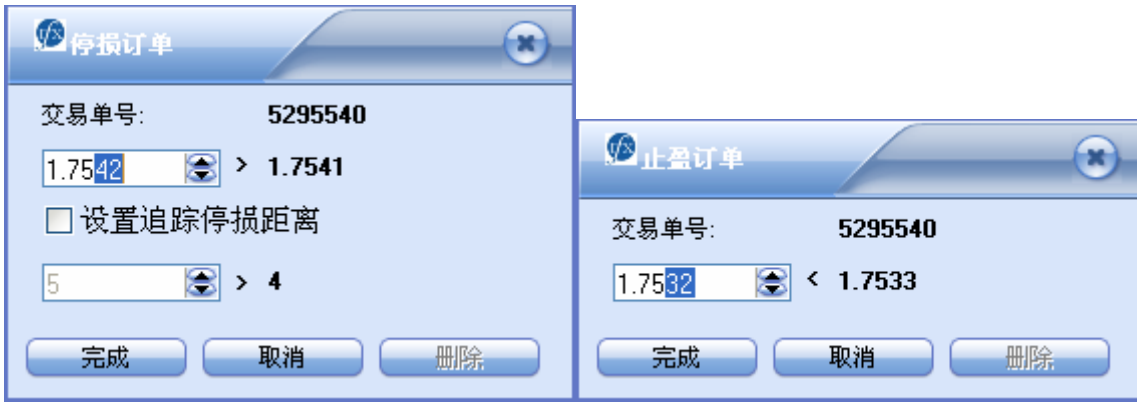 停损订单
交易单号: 5295540
1.7542 > 1.7541
设置追踪停损距离
5 > 4
完成 取消 删除
止盈订单
交易单号: 5295540
1.7532 < 1.7533
完成 取消 删除